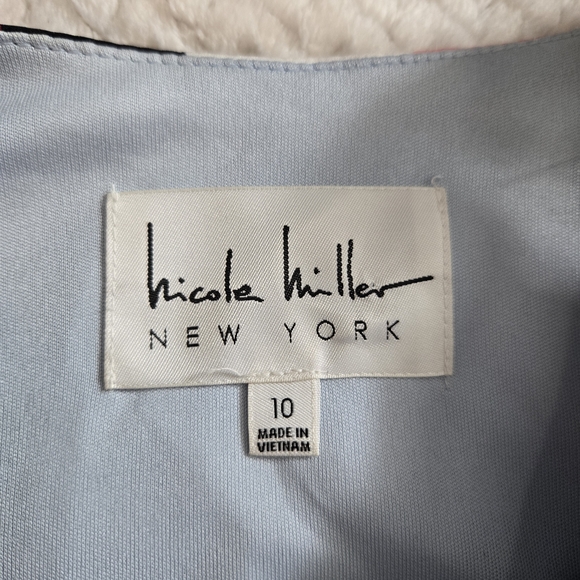 nicole miller
NEW YORK
10
MADE IN
VIETNAM